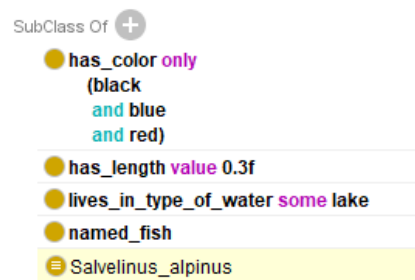 SubClass Of
has_color only
(black
and blue
and red)
has_length value 0.3f
lives_in_type_of_water some lake
named_fish
Salvelinus_alpinus